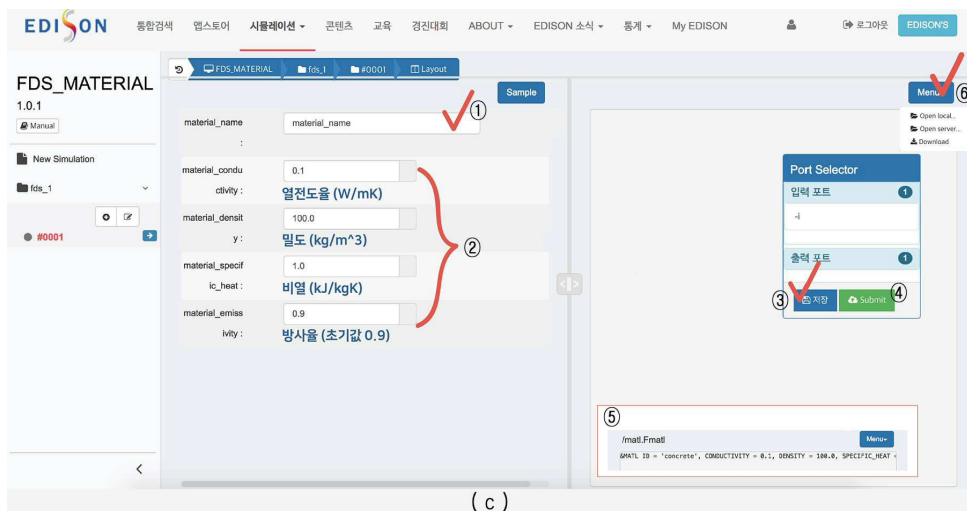 EDISON 통합검색 앱스토어 시뮬레이션 콘텐츠 교육 경진대회 ABOUT EDISON 소식 통계 My EDISON 로그아웃 EDISON'S
FDS_MATERIAL
1.0.1
Manual
New Simulation
fds_1
#0001
FDS_MATERIAL fds_1 #0001 Layout
Sample
material_name
:
material_name
①
material_condu
ctivity :
0.1
열전도율 (W/mK)
material_densit
y :
100.0
밀도 (kg/m^3)
②
material_specif
ic_heat :
1.0
비열 (kJ/kgK)
material_emiss
ivity :
0.9
방사율 (초기값 0.9)
Menu
⑥
Open local...
Open server...
Download
Port Selector
입력 포트 1
-i
출력 포트 1
③ 저장 Submit ④
⑤
/matl.Fmatl
Menu
&MATL ID = 'concrete', CONDUCTIVITY = 0.1, DENSITY = 100.0, SPECIFIC_HEAT
(c)